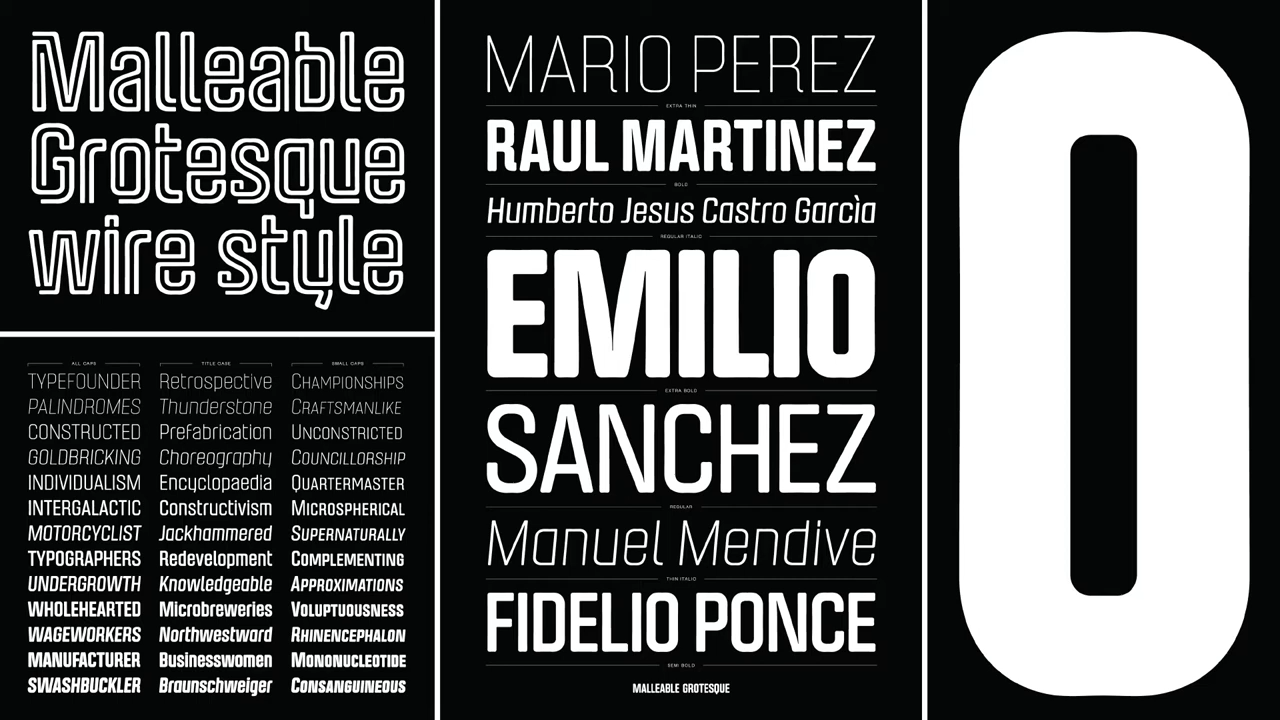 Malleable
Grotesque
wire style
ALL CAPS TITLE CASE SMALL CAPS
TYPEFOUNDER Retrospective CHAMPIONSHIPS
PALINDROMES Thunderstone CRAFTSMANLIKE
CONSTRUCTED Prefabrication UNCONSTRICTED
GOLDBRICKING Choreography COUNCILLORSHIP
INDIVIDUALISM Encyclopaedia QUARTERMASTER
INTERGALACTIC Constructivism MICROSPHERICAL
MOTORCYCLIST Jackhammered SUPERNATURALLY
TYPOGRAPHERS Redevelopment COMPLEMENTING
UNDERGROWTH Knowledgeable APPROXIMATIONS
WHOLEHEARTED Microbreweries VOLUPTUOUSNESS
WAGEWORKERS Northwestward RHINENCEPHALON
MANUFACTURER Businesswomen MONONUCLEOTIDE
SWASHBUCKLER Braunschweiger CONSANGUINEOUS
MARIO PEREZ
EXTRA THIN
RAUL MARTINEZ
BOLD
Humberto Jesus Castro Garcìa
REGULAR ITALIC
EMILIO
EXTRA BOLD
SANCHEZ
REGULAR
Manuel Mendive
THIN ITALIC
FIDELIO PONCE
SEMI BOLD
MALLEABLE GROTESQUE
0